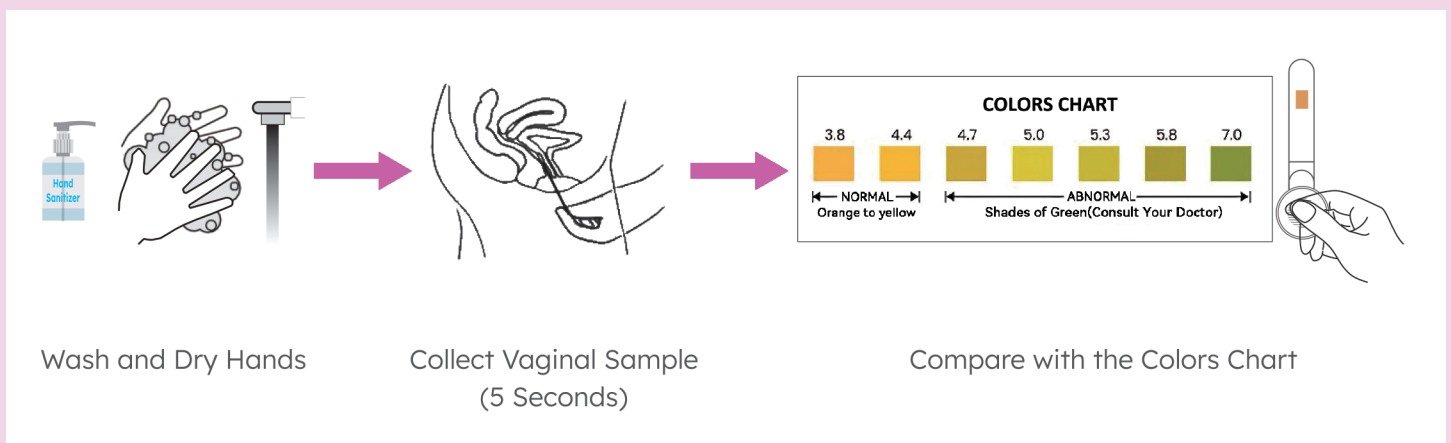 Hand
Sanitizer
Wash and Dry Hands
Collect Vaginal Sample
(5 Seconds)
COLORS CHART
3.8 4.4 4.7 5.0 5.3 5.8 7.0
NORMAL ABNORMAL
Orange to yellow Shades of Green(Consult Your Doctor)
Compare with the Colors Chart